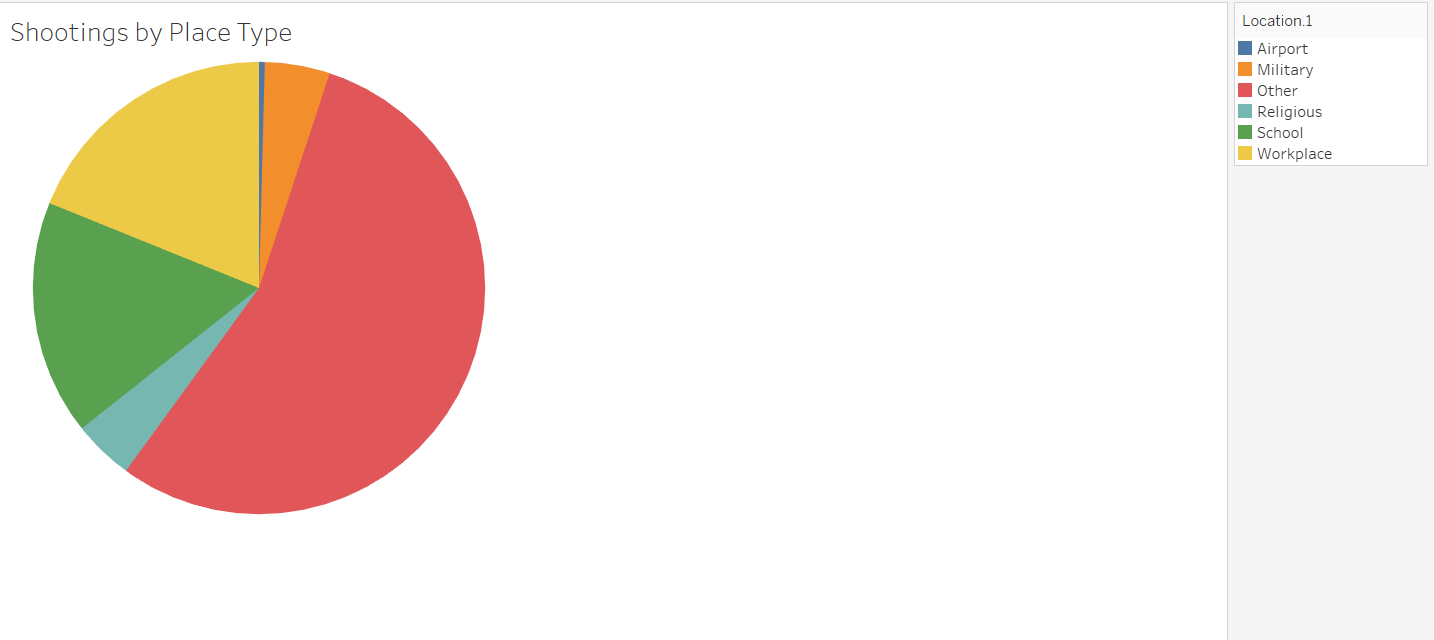 Shootings by Place Type
Location.1
Airport
Military
Other
Religious
School
Workplace